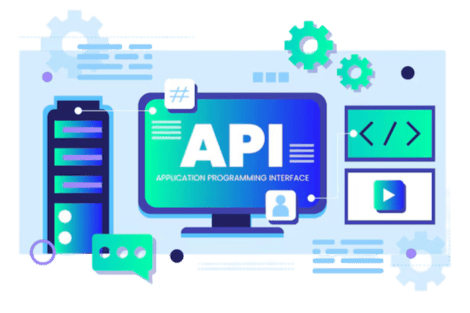 #
API
APPLICATION PROGRAMMING INTERFACE
</>